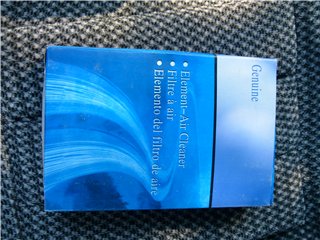 Genuine
• Element-Air Cleaner
• Filtre à air
• Elemento del filtro de aire